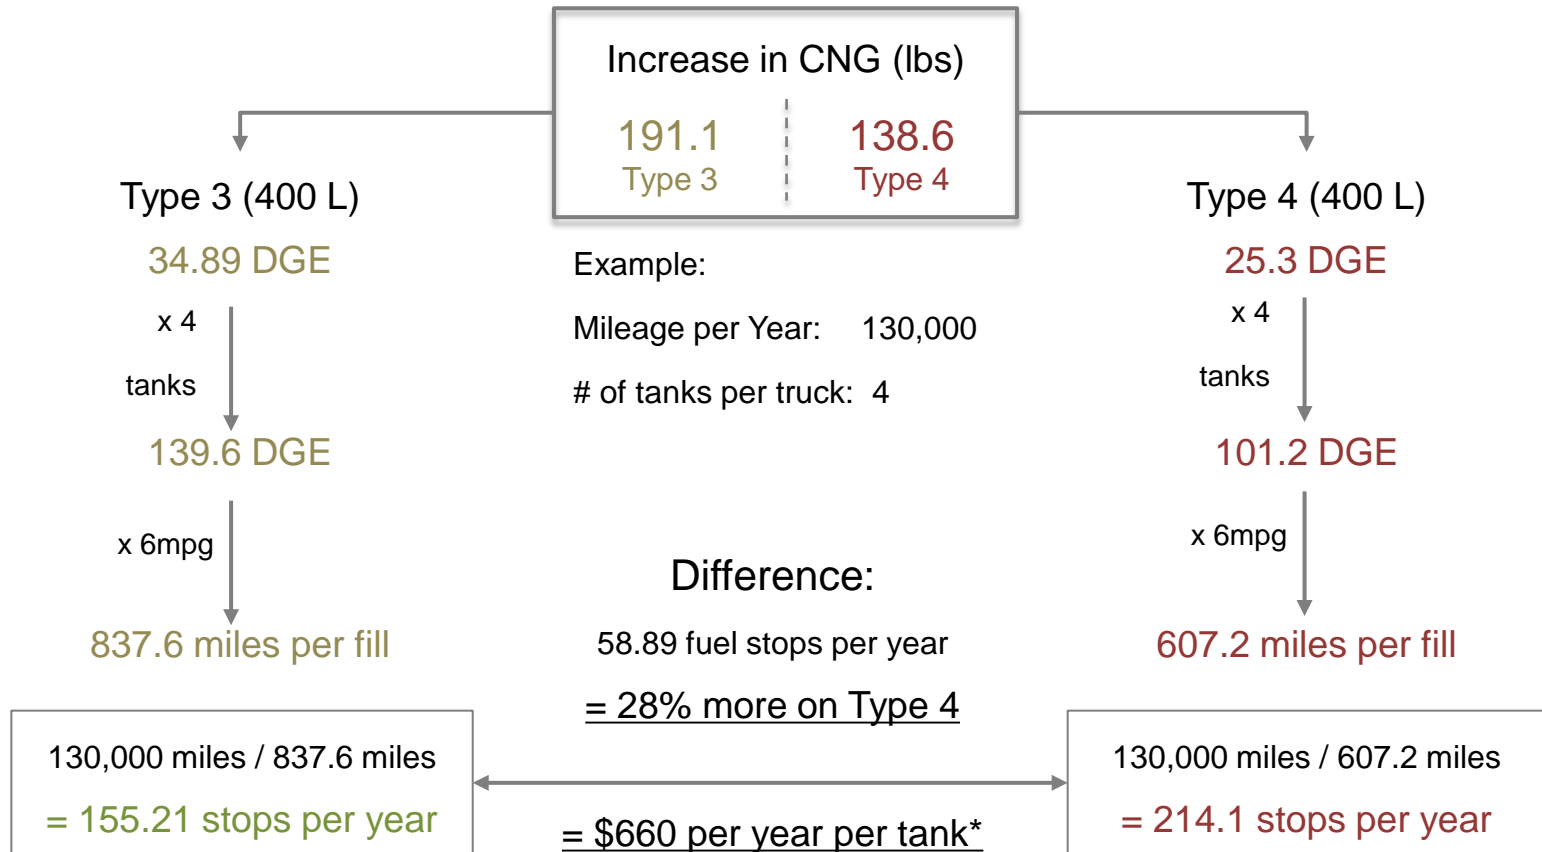 Increase in CNG (lbs)
191.1
Type 3
138.6
Type 4
Type 3 (400 L)
34.89 DGE
x 4
tanks
139.6 DGE
x 6mpg
837.6 miles per fill
130,000 miles / 837.6 miles
= 155.21 stops per year
Example:
Mileage per Year: 130,000
# of tanks per truck: 4
Difference:
58.89 fuel stops per year
= 28% more on Type 4
= $660 per year per tank*
Type 4 (400 L)
25.3 DGE
x 4
tanks
101.2 DGE
x 6mpg
607.2 miles per fill
130,000 miles / 607.2 miles
= 214.1 stops per year